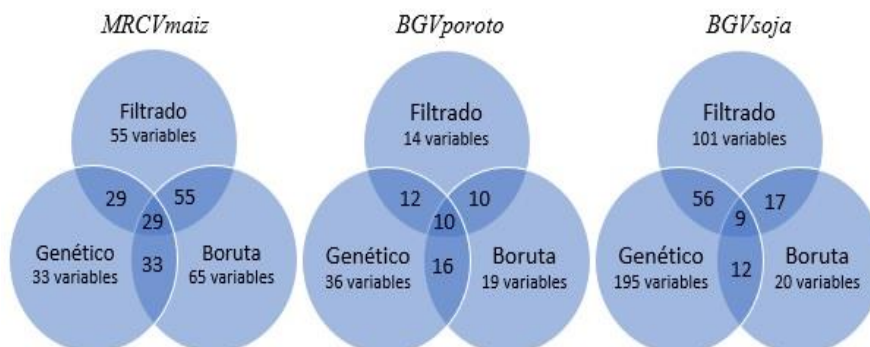 MRCVmaiz
Filtrado
55 variables
29
55
29
Genético
33 variables
33
Boruta
65 variables
BGVporoto
Filtrado
14 variables
12
10
10
Genético
36 variables
16
Boruta
19 variables
BGVsoja
Filtrado
101 variables
56
17
9
Genético
195 variables
12
Boruta
20 variables